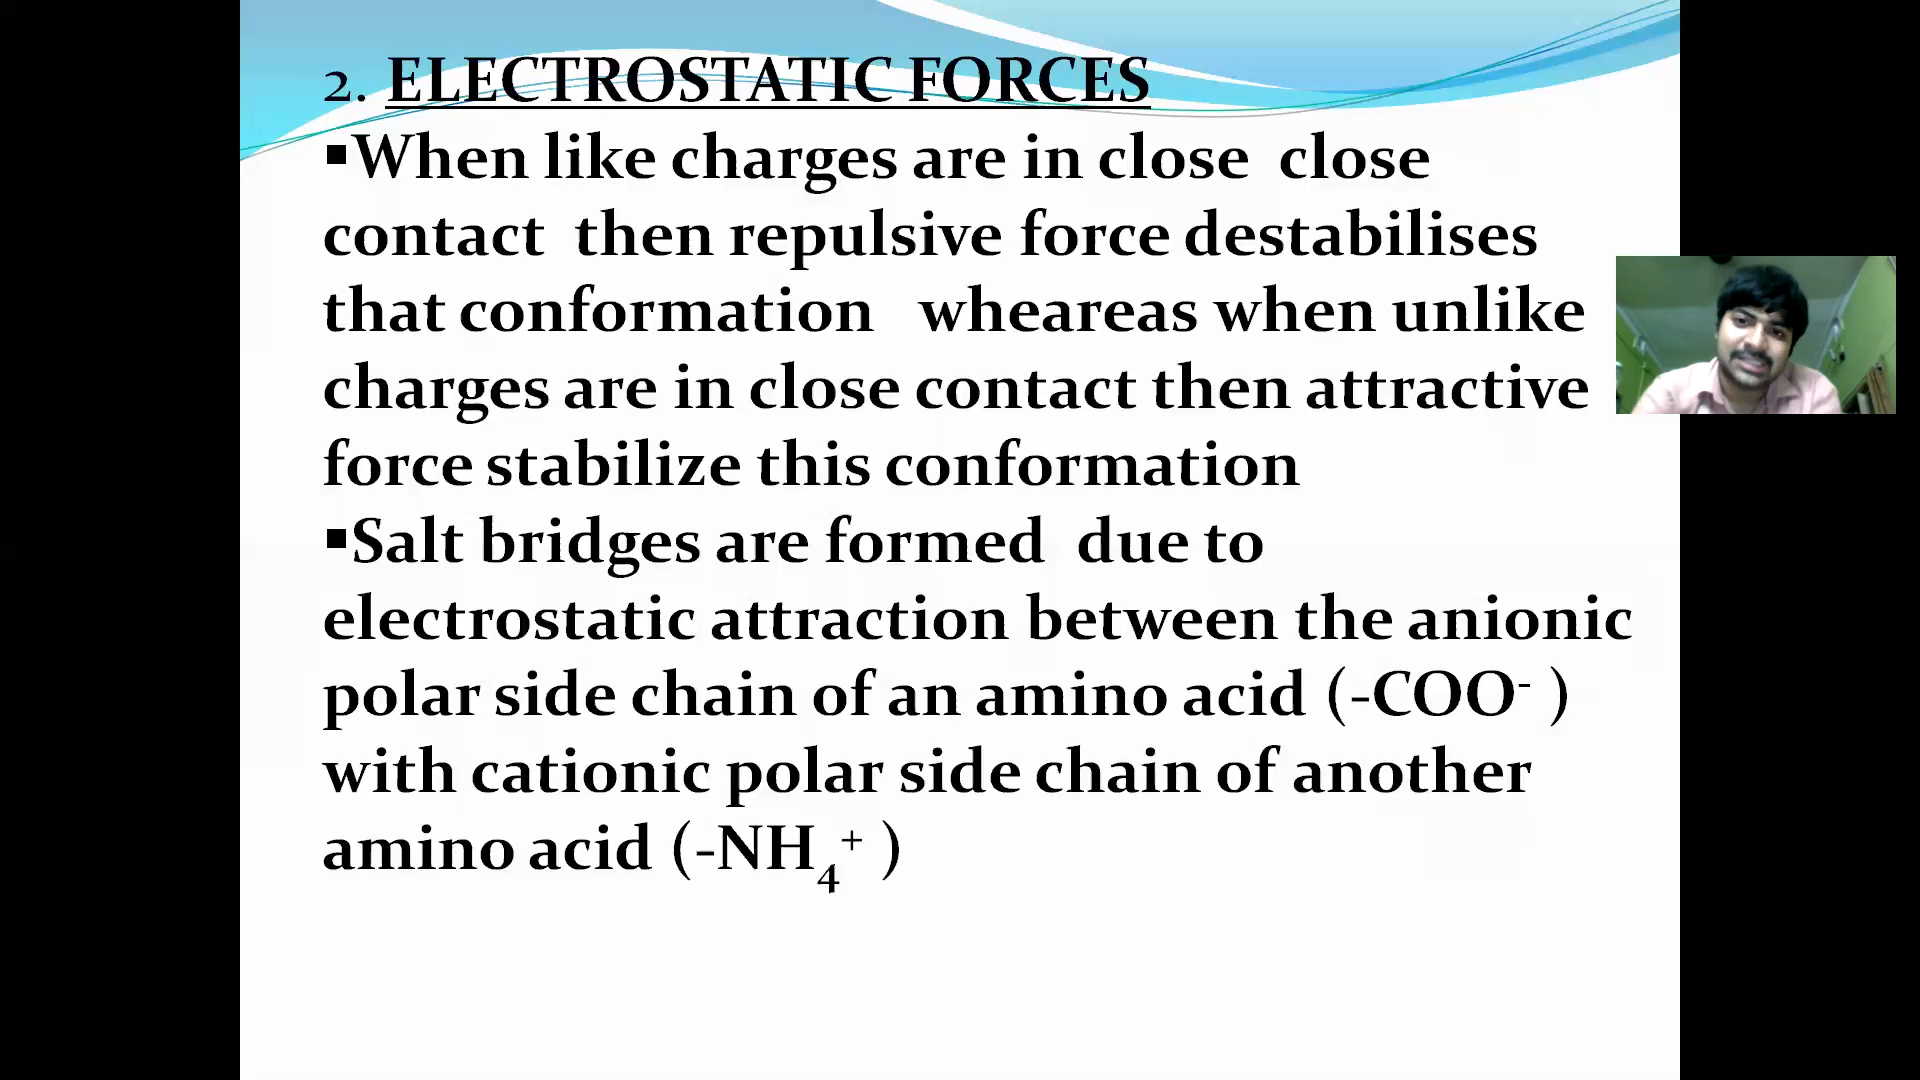 2. ELECTROSTATIC FORCES
▪When like charges are in close  close
contact  then repulsive force destabilises
that conformation   wheareas when unlike
charges are in close contact then attractive
force stabilize this conformation
▪Salt bridges are formed  due to
electrostatic attraction between the anionic
polar side chain of an amino acid (-COO⁻ )
with cationic polar side chain of another
amino acid (-NH₄⁺ )